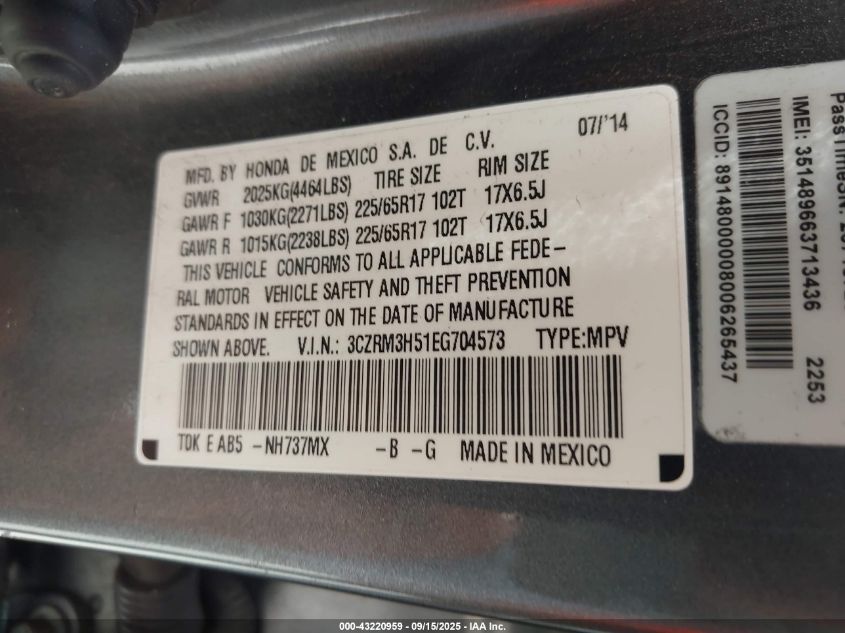 07/'14
MFD. BY HONDA DE MEXICO S.A. DE C.V.
GVWR 2025KG(4464LBS) TIRE SIZE RIM SIZE
GAWR F 1030KG(2271LBS) 225/65R17 102T 17X6.5J
GAWR R 1015KG(2238LBS) 225/65R17 102T 17X6.5J
THIS VEHICLE CONFORMS TO ALL APPLICABLE FEDE-
RAL MOTOR VEHICLE SAFETY AND THEFT PREVENTION
STANDARDS IN EFFECT ON THE DATE OF MANUFACTURE
SHOWN ABOVE. V.I.N.: 3CZRM3H51EG704573 TYPE:MPV
TDK E AB5 -NH737MX -B -G MADE IN MEXICO
PassTimeSN:
IMEI: 351489663713436 2253
ICCID: 89148000008006265437
000-43220959 - 09/15/2025 - IAA, Inc.